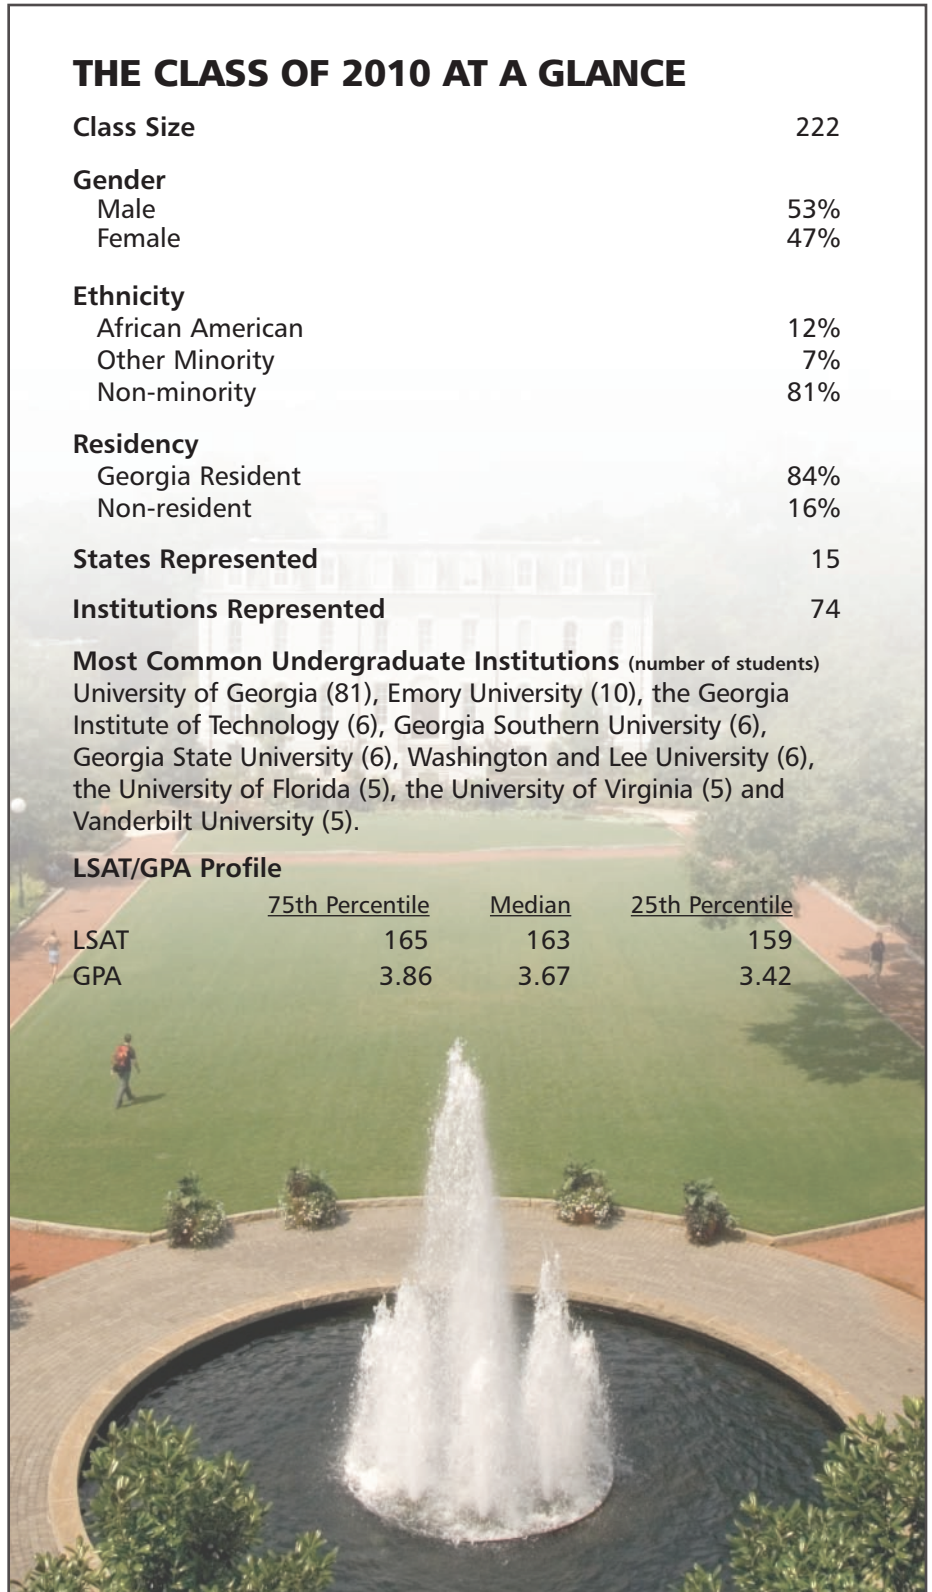 THE CLASS OF 2010 AT A GLANCE
Class Size 222
Gender
Male 53%
Female 47%
Ethnicity
African American 12%
Other Minority 7%
Non-minority 81%
Residency
Georgia Resident 84%
Non-resident 16%
States Represented 15
Institutions Represented 74
Most Common Undergraduate Institutions (number of students)
University of Georgia (81), Emory University (10), the Georgia
Institute of Technology (6), Georgia Southern University (6),
Georgia State University (6), Washington and Lee University (6),
the University of Florida (5), the University of Virginia (5) and
Vanderbilt University (5).
LSAT/GPA Profile
75th Percentile Median 25th Percentile
LSAT 165 163 159
GPA 3.86 3.67 3.42